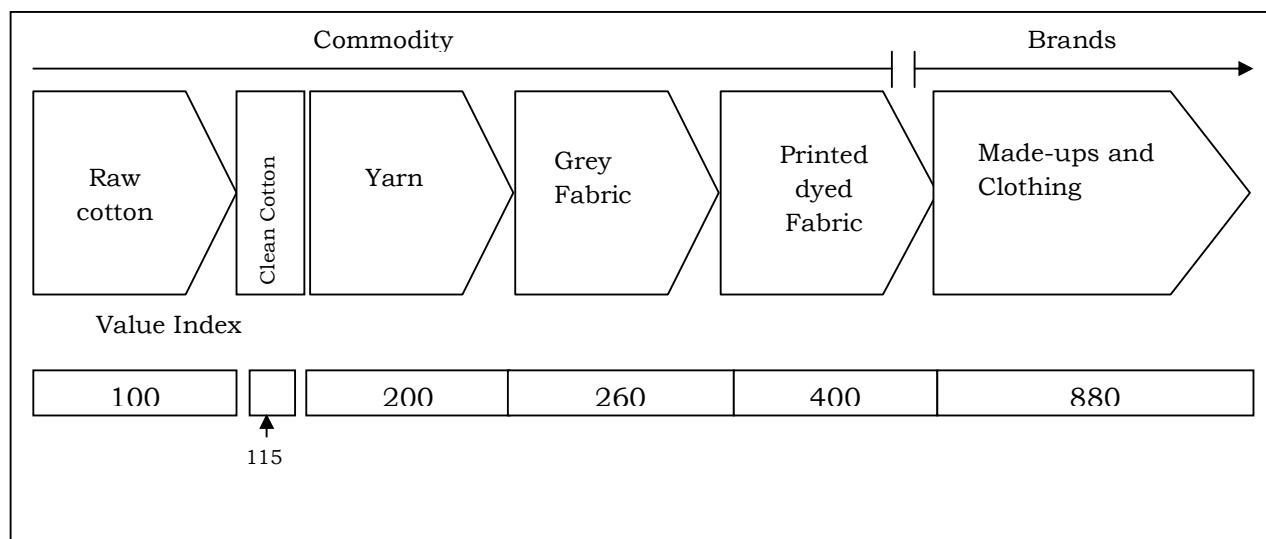 Commodity
Brands
Raw
cotton
Clean Cotton
Yarn
Grey
Fabric
Printed
dyed
Fabric
Made-ups and
Clothing
Value Index
100
200
260
400
880
115